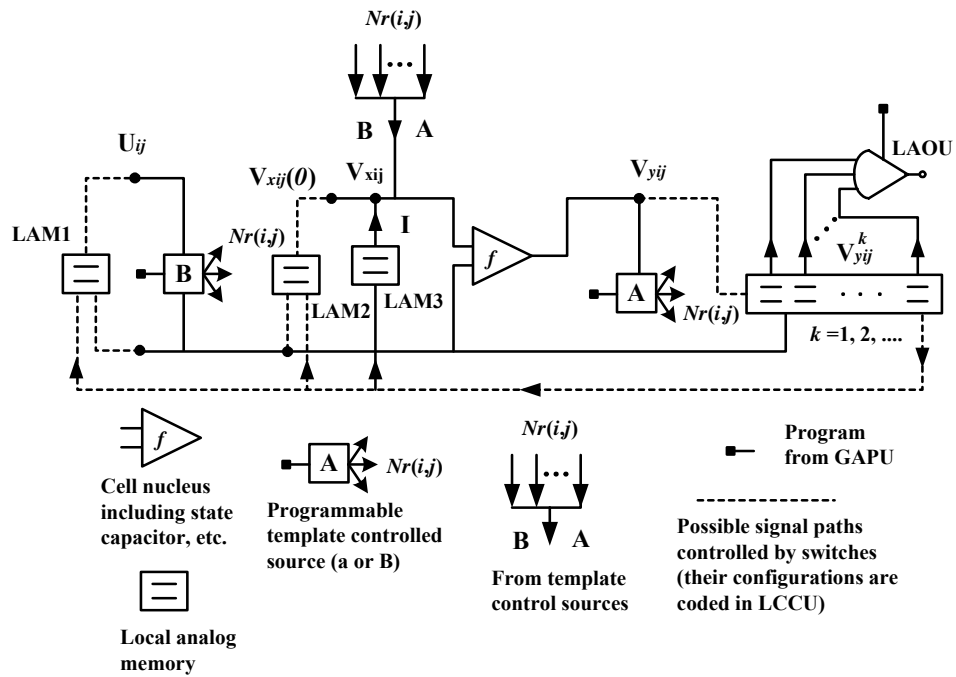 Nr(i,j)
B A
LAOU
Uij
Vxij(0)
Vxij
Vyij
LAM1
Nr(i,j)
I
B
f
LAM2
LAM3
A
Nr(i,j)
V^k_yij
k =1, 2, ....
f
Cell nucleus
including state
capacitor, etc.
A
Nr(i,j)
Programmable
template controlled
source (a or B)
Nr(i,j)
B A
From template
control sources
Program
from GAPU
Possible signal paths
controlled by switches
(their configurations are
coded in LCCU)
Local analog
memory